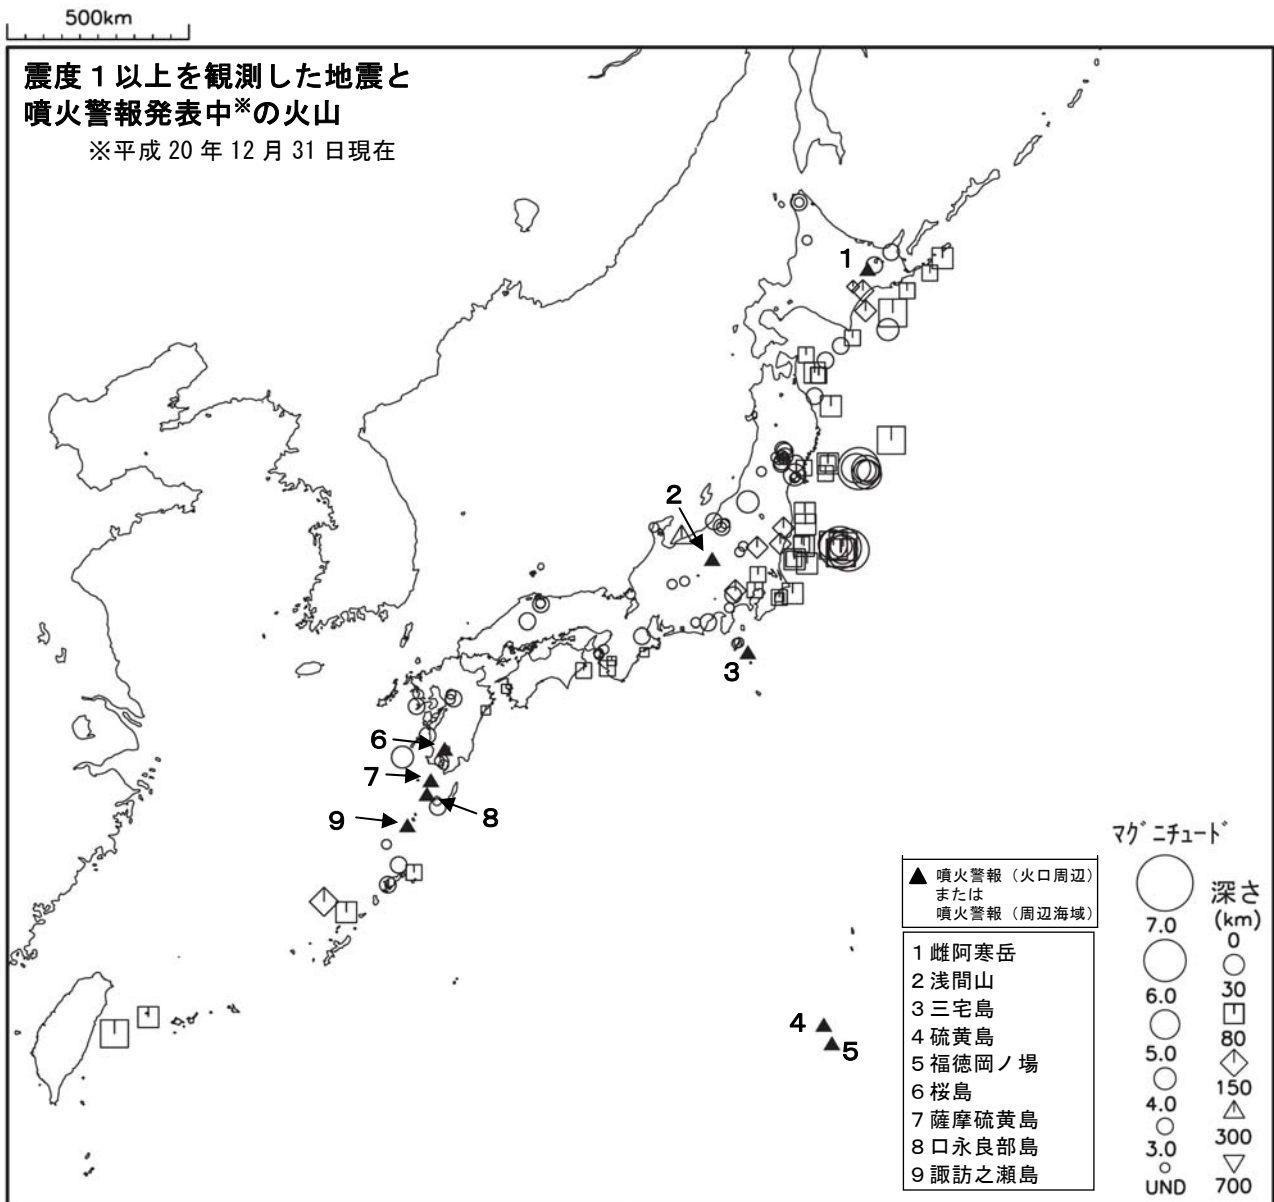 500km
震度１以上を観測した地震と
噴火警報発表中※の火山
※平成 20 年 12 月 31 日現在
1
2
3
6
7
8
9
4
5
▲ 噴火警報（火口周辺）
または
噴火警報（周辺海域）
1 雌阿寒岳
2 浅間山
3 三宅島
4 硫黄島
5 福徳岡ノ場
6 桜島
7 薩摩硫黄島
8 口永良部島
9 諏訪之瀬島
マグニチュード
7.0
6.0
5.0
4.0
3.0
UND
深さ
(km)
0
30
80
150
300
700